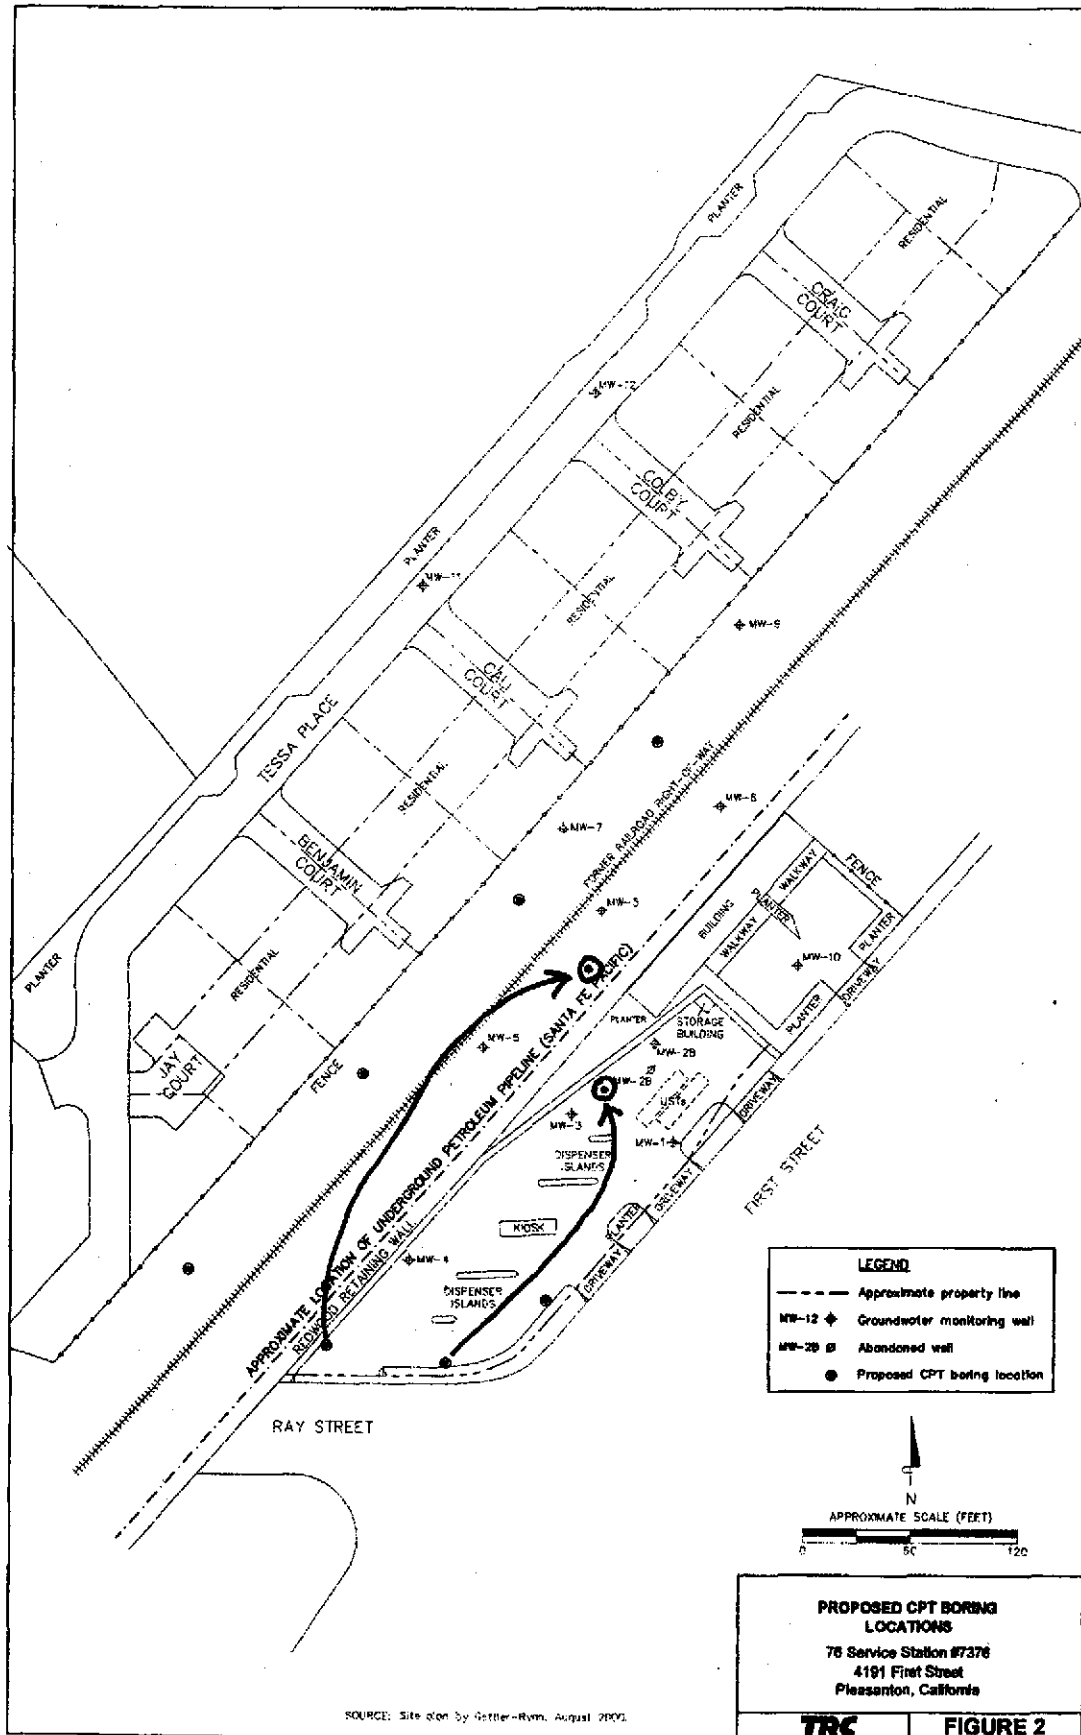 PLANTER
RESIDENTIAL
CRAIG
COURT
MW-12
RESIDENTIAL
COLBY
COURT
PLANTER
MW-11
RESIDENTIAL
MW-9
CALI
COURT
TESSA PLACE
RESIDENTIAL
FORMER RAILROAD RIGHT-OF-WAY
MW-8
MW-7
BENJAMIN
COURT
FENCE
WALKWAY
PLANTER
BUILDING
WALKWAY
PLANTER
MW-5
MW-10
PLANTER
RESIDENTIAL
DRIVEWAY
PLANTER
PLANTER
STORAGE
BUILDING
MW-2B
JAY
COURT
FENCE
APPROXIMATE LOCATION OF UNDERGROUND PETROLEUM PIPELINE (SANTA FE PACIFIC)
MW-2B
USTs
DRIVEWAY
MW-3
MW-1
DISPENSER
ISLANDS
DRIVEWAY
FIRST STREET
PLANTER
KIOSK
DRIVEWAY
REDWOOD RETAINING WALL
MW-4
DISPENSER
ISLANDS
RAY STREET
LEGEND
Approximate property line
MW-12 Groundwater monitoring well
MW-2B Abandoned well
Proposed CPT boring location
N
APPROXIMATE SCALE (FEET)
0 60 120
PROPOSED CPT BORING
LOCATIONS
76 Service Station #7376
4191 First Street
Pleasanton, California
TRC FIGURE 2
SOURCE: Site plan by Gettler-Ryan, August 2000.